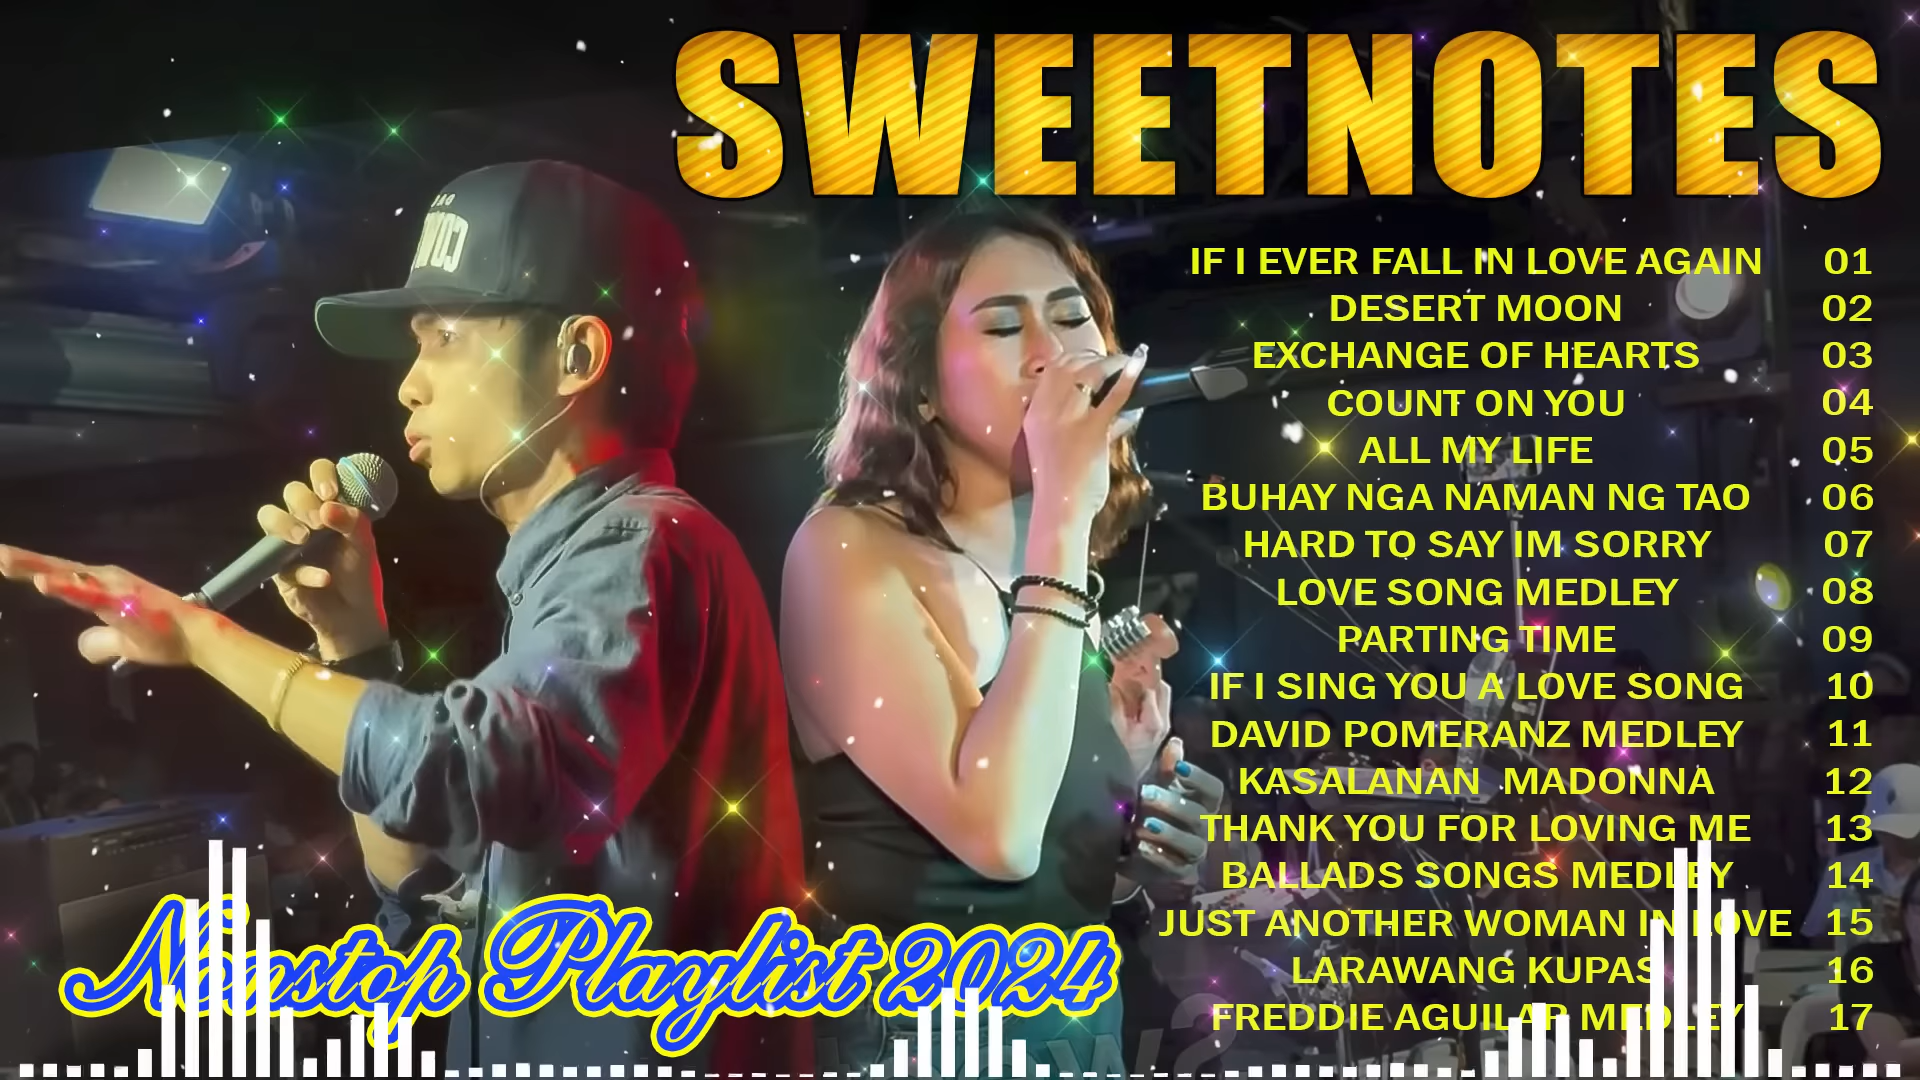 SWEETNOTES
IF I EVER FALL IN LOVE AGAIN 01
DESERT MOON 02
EXCHANGE OF HEARTS 03
COUNT ON YOU 04
ALL MY LIFE 05
BUHAY NGA NAMAN NG TAO 06
HARD TO SAY IM SORRY 07
LOVE SONG MEDLEY 08
PARTING TIME 09
IF I SING YOU A LOVE SONG 10
DAVID POMERANZ MEDLEY 11
KASALANAN MADONNA 12
THANK YOU FOR LOVING ME 13
BALLADS SONGS MEDLEY 14
JUST ANOTHER WOMAN IN LOVE 15
LARAWANG KUPAS 16
FREDDIE AGUILAR MEDLEY 17
Nonstop Playlist 2024